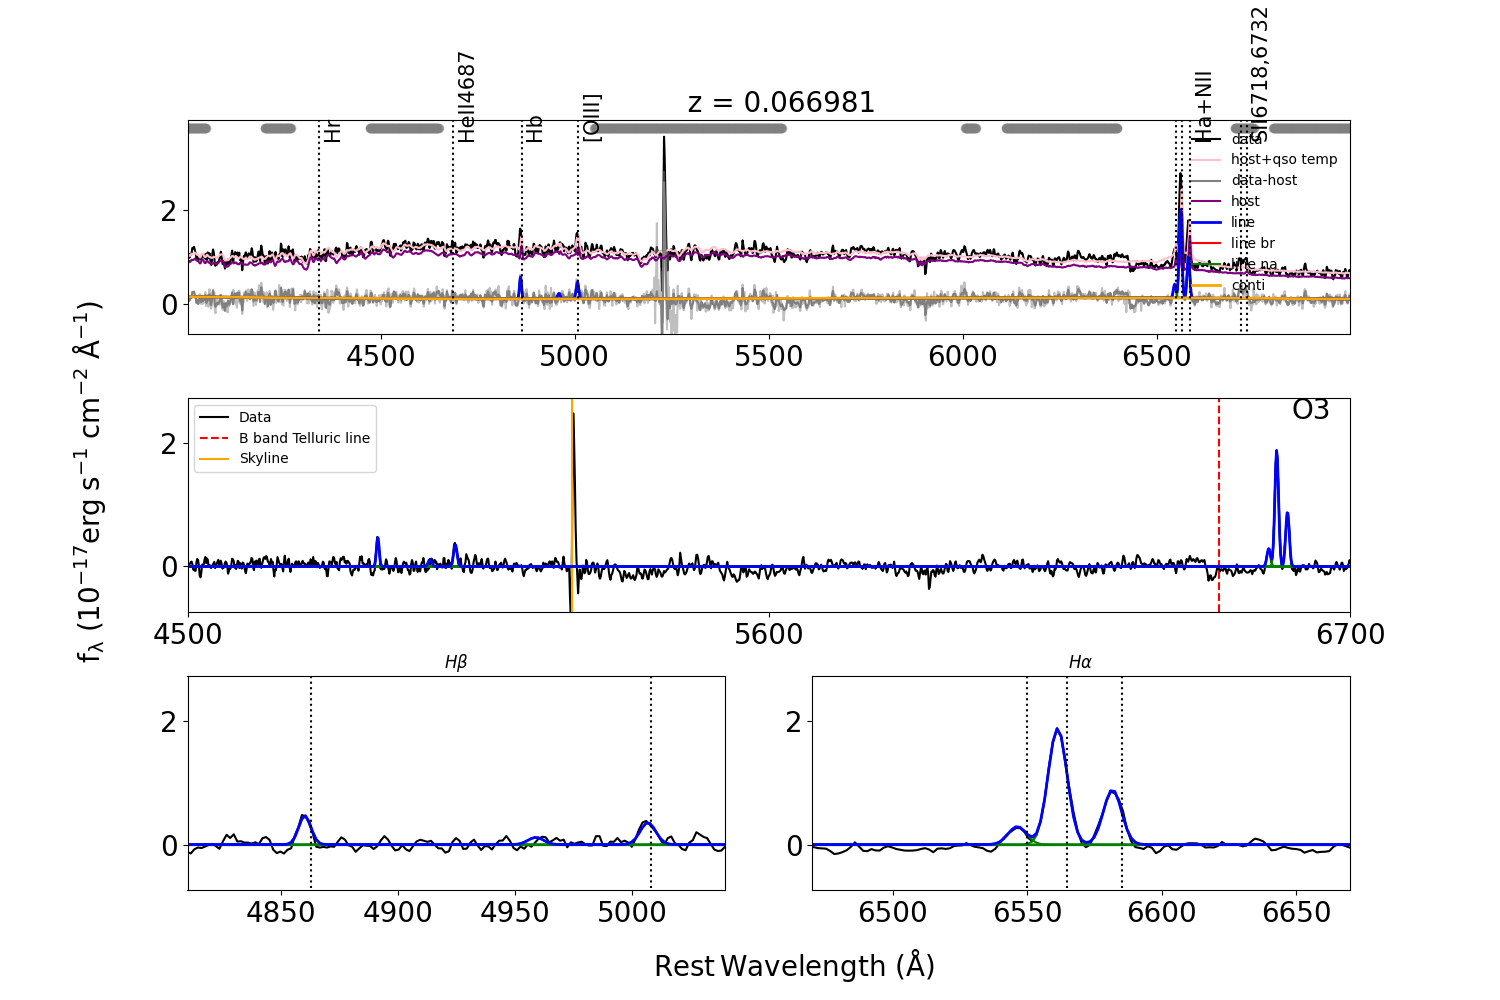 z = 0.066981
Hr
HeII4687
Hb
[OIII]
Ha+NII
SII6718,6732
data
host+qso temp
data-host
host
line
line br
line na
conti
2
0
4500 5000 5500 6000 6500
O3
Data
B band Telluric line
Skyline
2
0
4500 5600 6700
fλ (10⁻¹⁷erg s⁻¹ cm⁻² Å⁻¹)
Hβ
2
0
4850 4900 4950 5000
Hα
2
0
6500 6550 6600 6650
Rest Wavelength (Å)